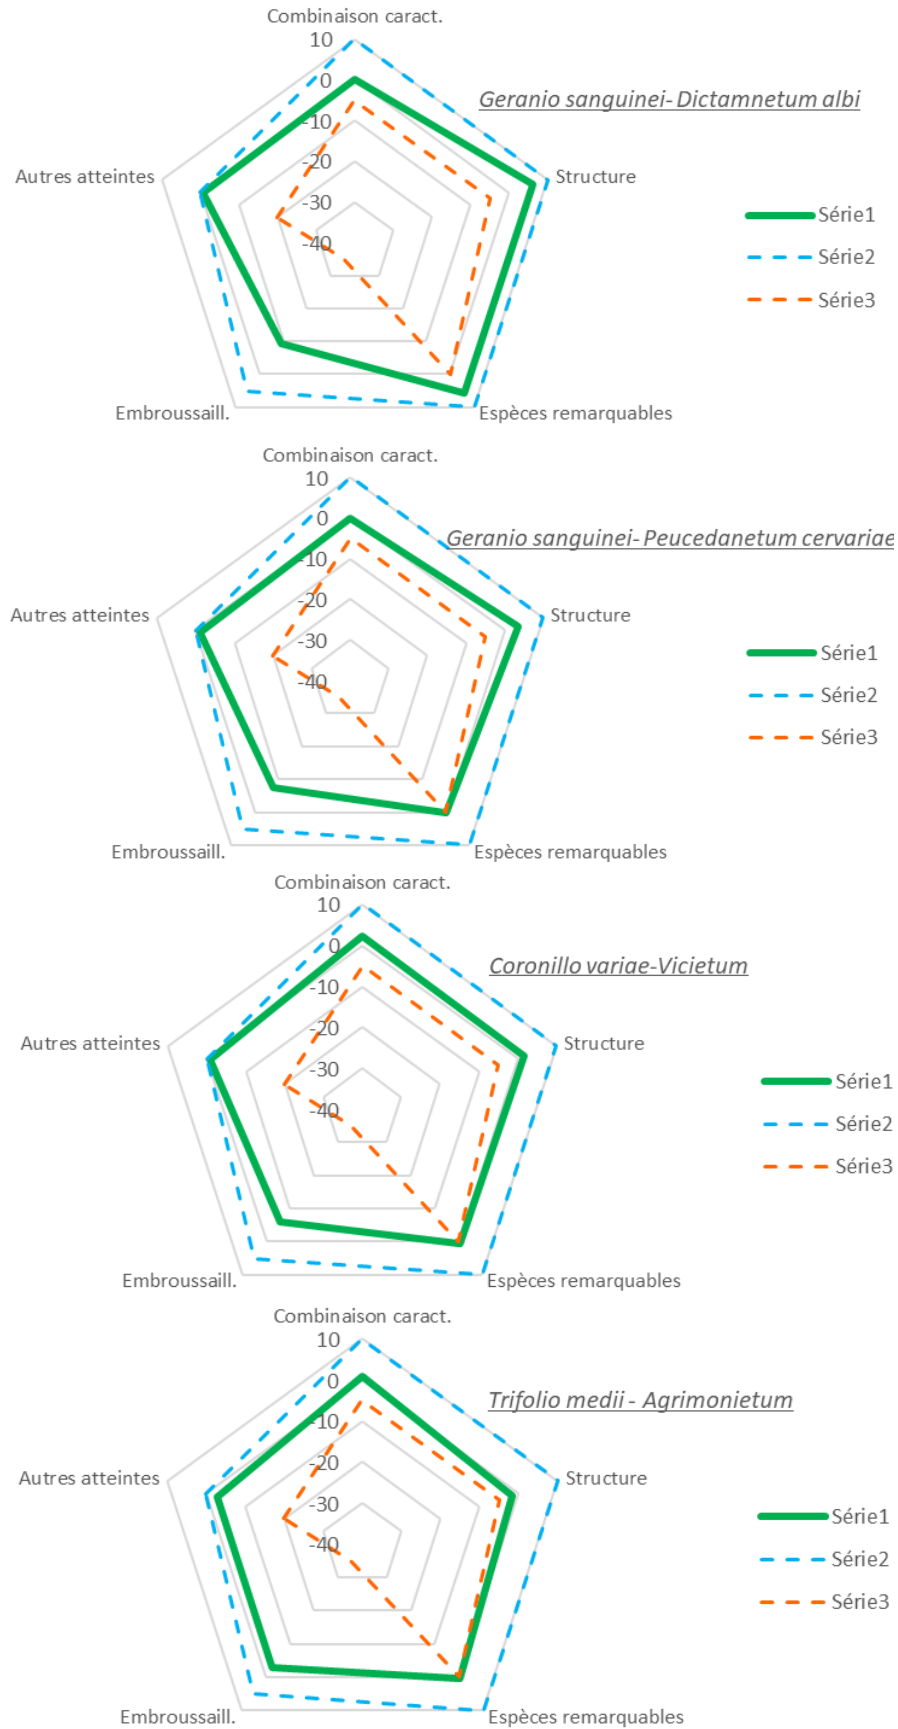 Combinaison caract.
10
0
-10
-20
-30
-40
Geranio sanguinei- Dictamnetum albi
Autres atteintes
Structure
Série1
Série2
Série3
Embroussaill.
Espèces remarquables
Combinaison caract.
10
0
-10
-20
-30
-40
Geranio sanguinei- Peucedanetum cervariae
Autres atteintes
Structure
Série1
Série2
Série3
Embroussaill.
Espèces remarquables
Combinaison caract.
10
0
-10
-20
-30
-40
Coronillo variae-Vicietum
Autres atteintes
Structure
Série1
Série2
Série3
Embroussaill.
Espèces remarquables
Combinaison caract.
10
0
-10
-20
-30
-40
Trifolio medii - Agrimonietum
Autres atteintes
Structure
Série1
Série2
Série3
Embroussaill.
Espèces remarquables